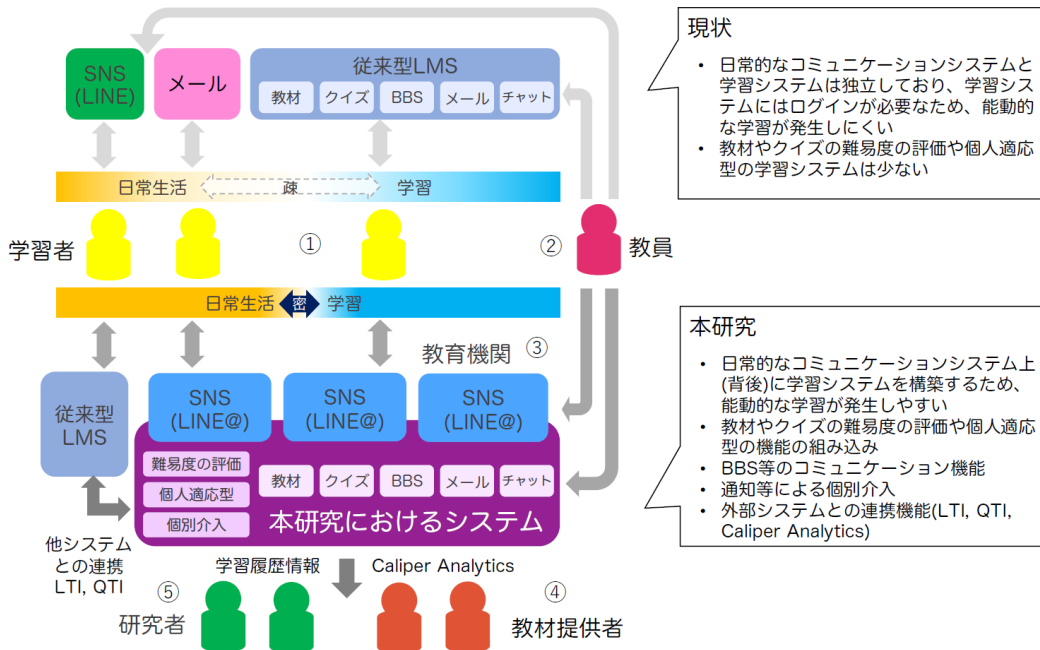 現状
• 日常的なコミュニケーションシステムと
学習システムは独立しており、学習シス
テムにはログインが必要なため、能動的
な学習が発生しにくい
• 教材やクイズの難易度の評価や個人適応
型の学習システムは少ない
SNS
(LINE)
メール
従来型LMS
教材 クイズ BBS メール チャット
日常生活 疎 学習
学習者 ① ② 教員
日常生活 密 学習
教育機関 ③
従来型
LMS
SNS
(LINE@)
SNS
(LINE@)
SNS
(LINE@)
難易度の評価
個人適応型
個別介入
教材 クイズ BBS メール チャット
本研究におけるシステム
他システム
との連携
LTI, QTI
学習履歴情報 Caliper Analytics
⑤
研究者
④
教材提供者
本研究
• 日常的なコミュニケーションシステム上
(背後)に学習システムを構築するため、
能動的な学習が発生しやすい
• 教材やクイズの難易度の評価や個人適応
型の機能の組み込み
• BBS等のコミュニケーション機能
• 通知等による個別介入
• 外部システムとの連携機能(LTI, QTI,
Caliper Analytics)